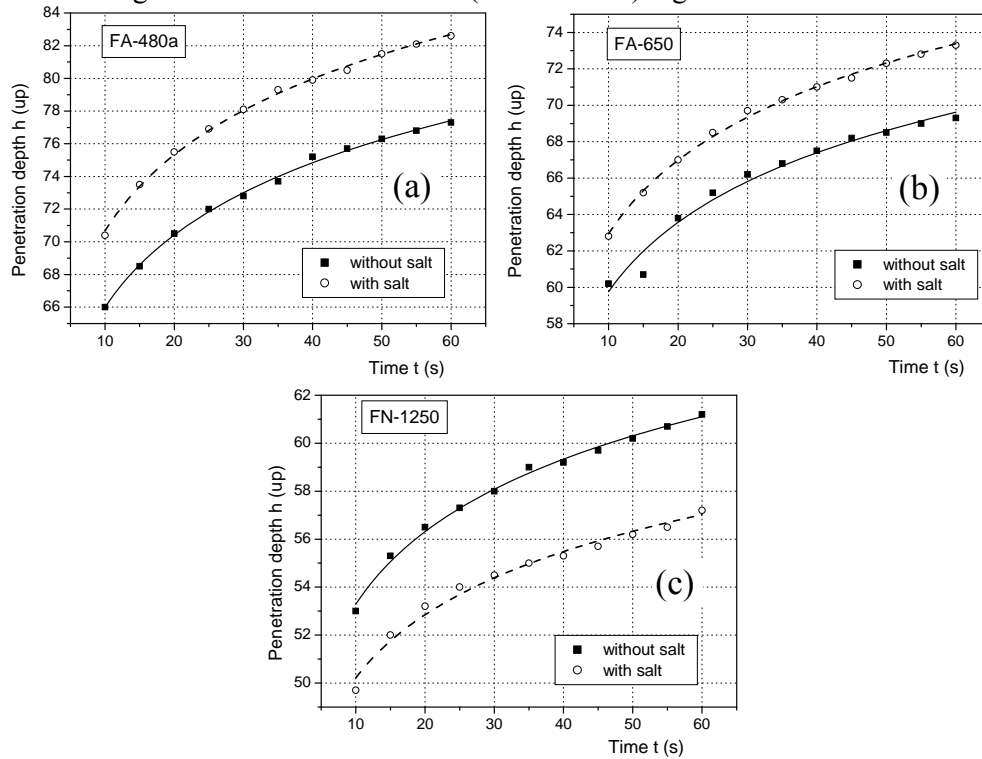 FA-480a
84
82
80
78
76
74
72
70
68
66
Penetration depth h (up)
(a)
without salt
with salt
10 20 30 40 50 60
Time t (s)
FA-650
74
72
70
68
66
64
62
60
58
Penetration depth h (up)
(b)
without salt
with salt
10 20 30 40 50 60
Time t (s)
FN-1250
62
60
58
56
54
52
50
Penetration depth h (up)
(c)
without salt
with salt
10 20 30 40 50 60
Time t (s)